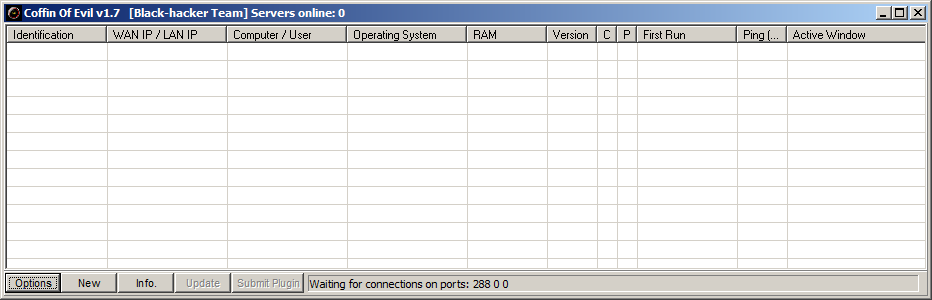 Coffin Of Evil v1.7 [Black-hacker Team] Servers online: 0
Identification WAN IP / LAN IP Computer / User Operating System RAM Version C P First Run Ping (... Active Window
Options New Info. Update Submit Plugin Waiting for connections on ports: 288 0 0